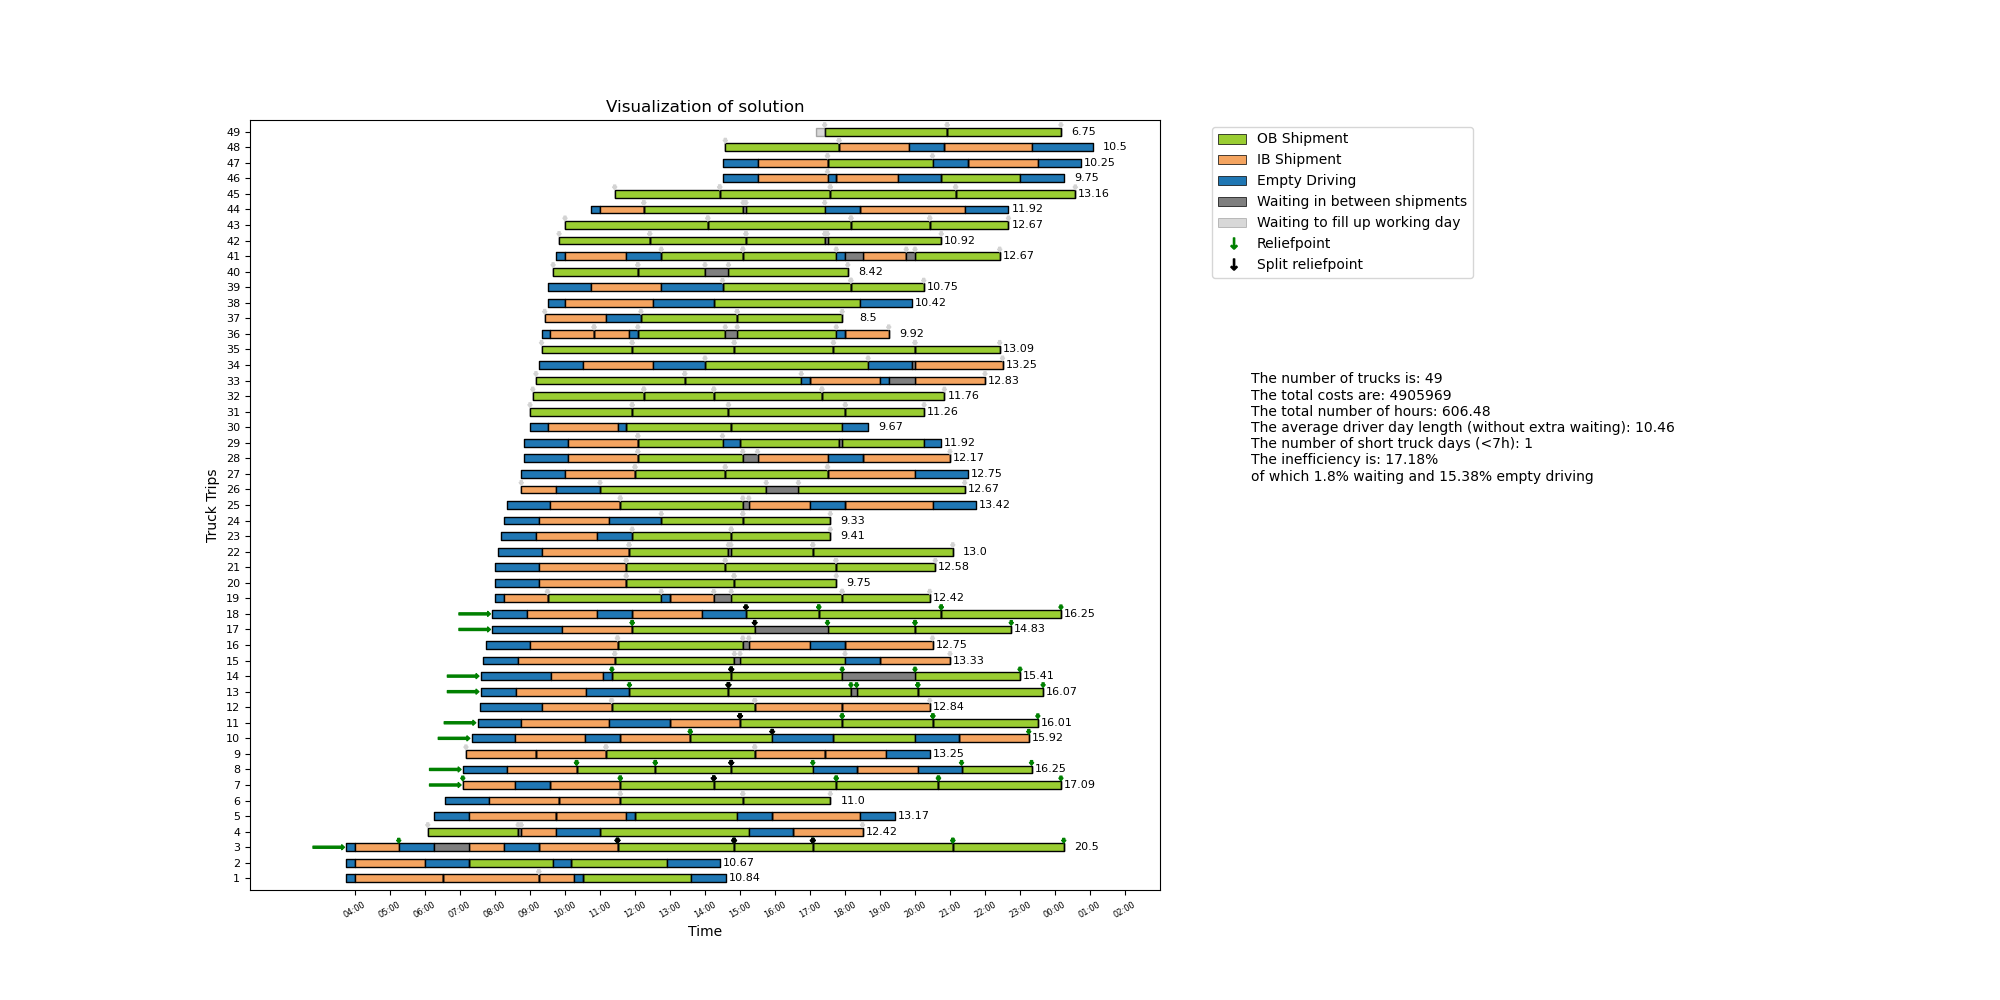 Visualization of solution
49 6.75
48 10.5
47 10.25
46 9.75
45 13.16
44 11.92
43 12.67
42 10.92
41 12.67
40 8.42
39 10.75
38 10.42
37 8.5
36 9.92
35 13.09
34 13.25
33 12.83
32 11.76
31 11.26
30 9.67
29 11.92
28 12.17
27 12.75
26 12.67
25 13.42
24 9.33
23 9.41
22 13.0
21 12.58
20 9.75
19 12.42
18 16.25
17 14.83
16 12.75
15 13.33
14 15.41
13 16.07
12 12.84
11 16.01
10 15.92
9 13.25
8 16.25
7 17.09
6 11.0
5 13.17
4 12.42
3 20.5
2 10.67
1 10.84
Truck Trips
04:00 05:00 06:00 07:00 08:00 09:00 10:00 11:00 12:00 13:00 14:00 15:00 16:00 17:00 18:00 19:00 20:00 21:00 22:00 23:00 00:00 01:00 02:00
Time
OB Shipment
IB Shipment
Empty Driving
Waiting in between shipments
Waiting to fill up working day
Reliefpoint
Split reliefpoint
The number of trucks is: 49
The total costs are: 4905969
The total number of hours: 606.48
The average driver day length (without extra waiting): 10.46
The number of short truck days (<7h): 1
The inefficiency is: 17.18%
of which 1.8% waiting and 15.38% empty driving